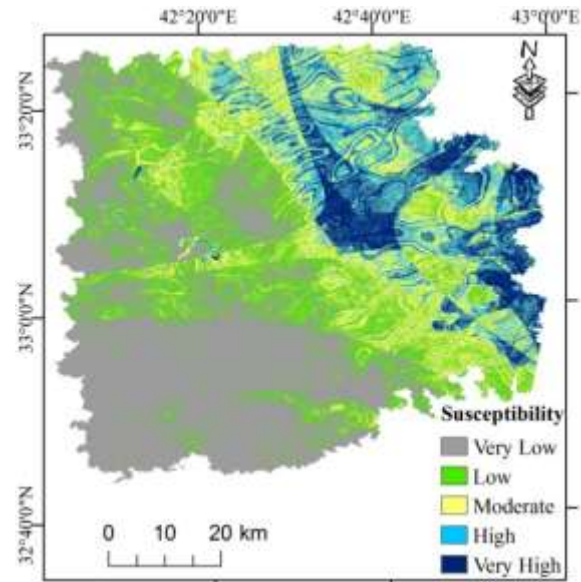 42°20'0"E 42°40'0"E 43°0'0"E
N
33°20'0"N
33°0'0"N
32°40'0"N
Susceptibility
Very Low
Low
Moderate
High
Very High
0 10 20 km